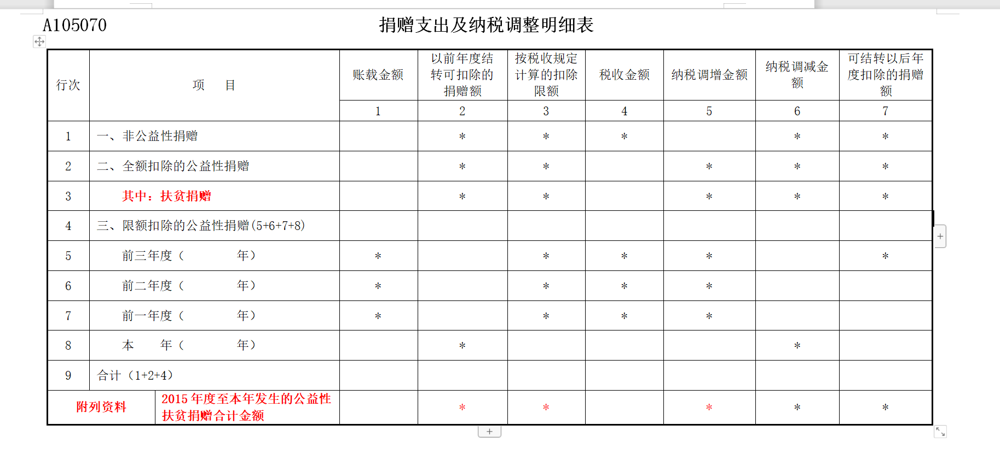 A105070 捐赠支出及纳税调整明细表
行次 项 目 账载金额 以前年度结转可扣除的捐赠额 按税收规定计算的扣除限额 税收金额 纳税调增金额 纳税调减金额 可结转以后年度扣除的捐赠额
1 2 3 4 5 6 7
1 一、非公益性捐赠 * * * * *
2 二、全额扣除的公益性捐赠 * * * * *
3 其中：扶贫捐赠 * * * * *
4 三、限额扣除的公益性捐赠(5+6+7+8)
5 前三年度（ 年） * * * * *
6 前二年度（ 年） * * * *
7 前一年度（ 年） * * * *
8 本 年（ 年） * *
9 合计（1+2+4）
附列资料 2015年度至本年发生的公益性扶贫捐赠合计金额 * * * * *